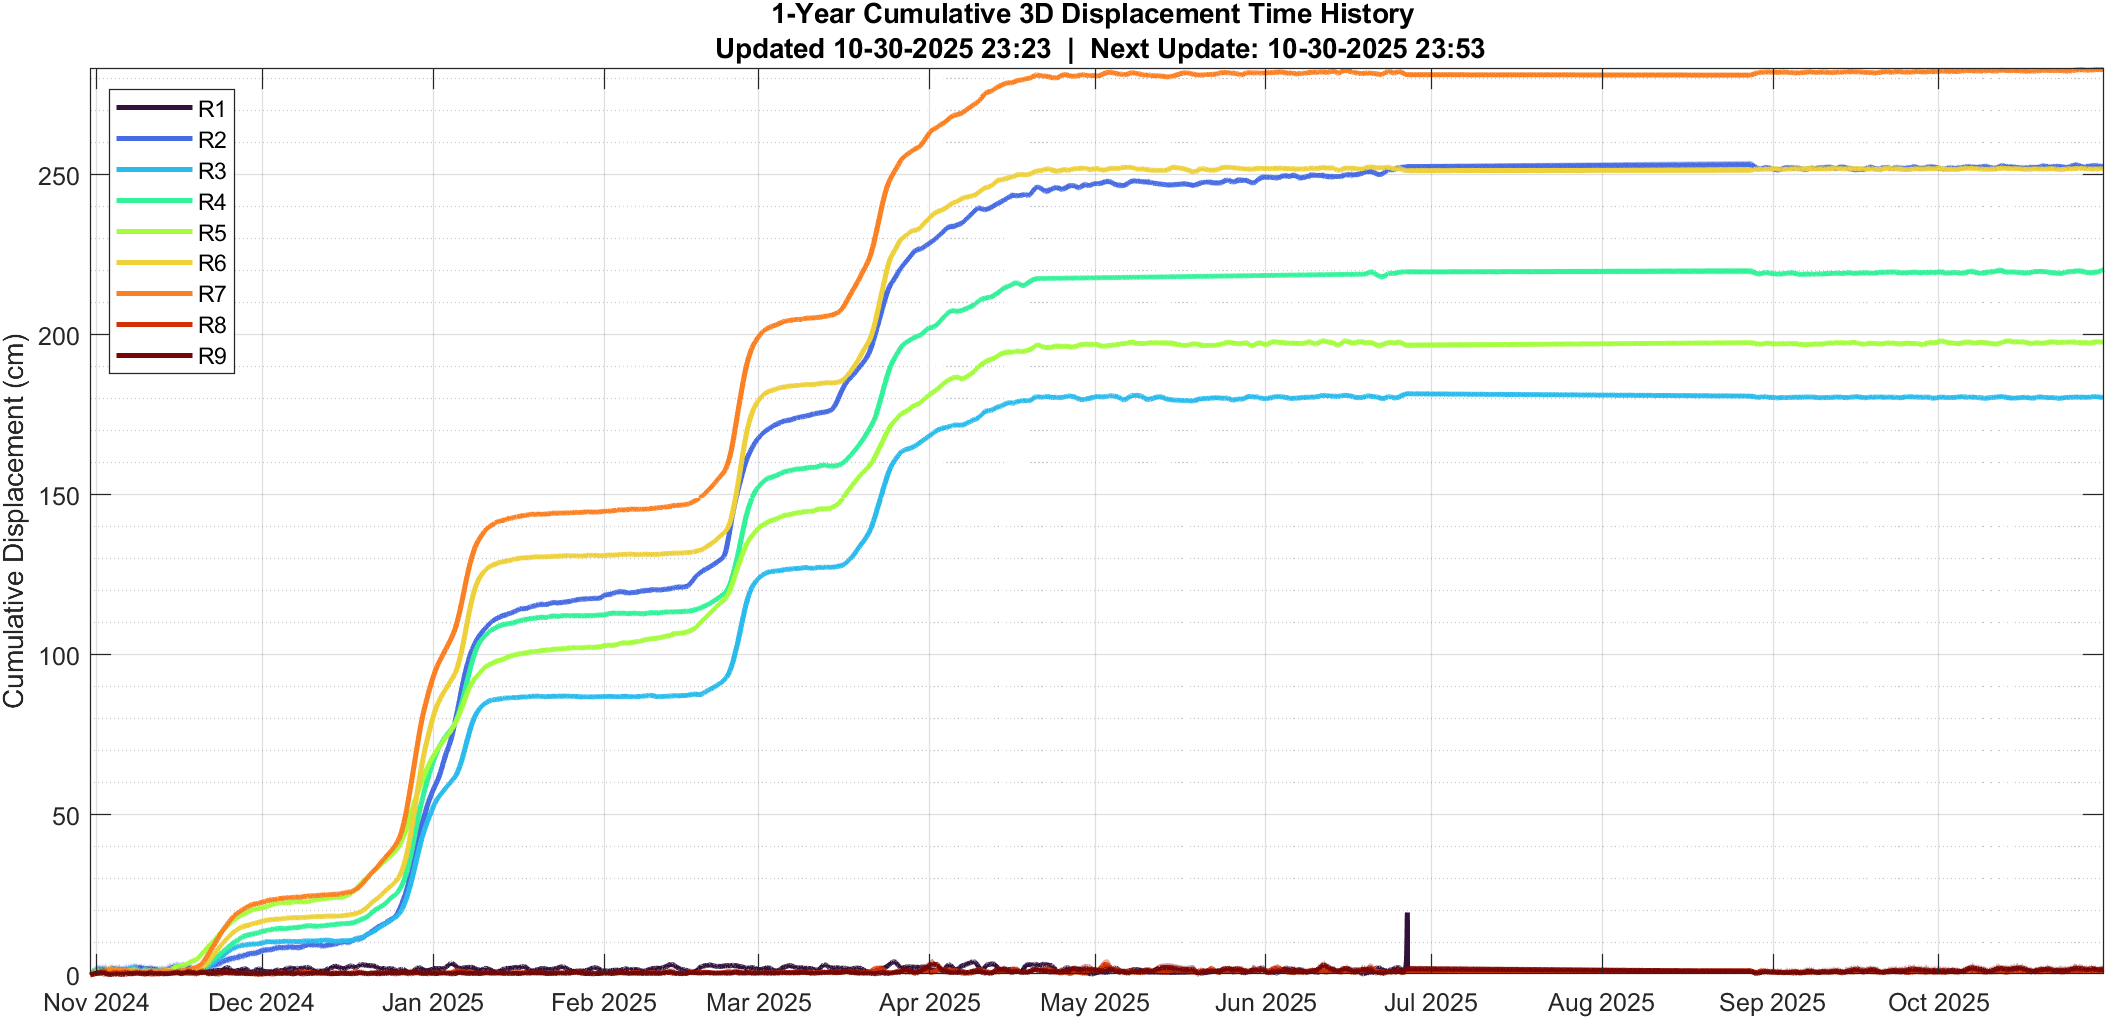 1-Year Cumulative 3D Displacement Time History
Updated 10-30-2025 23:23 | Next Update: 10-30-2025 23:53
R1
R2
R3
R4
R5
R6
R7
R8
R9
Cumulative Displacement (cm)
250
200
150
100
50
0
Nov 2024 Dec 2024 Jan 2025 Feb 2025 Mar 2025 Apr 2025 May 2025 Jun 2025 Jul 2025 Aug 2025 Sep 2025 Oct 2025